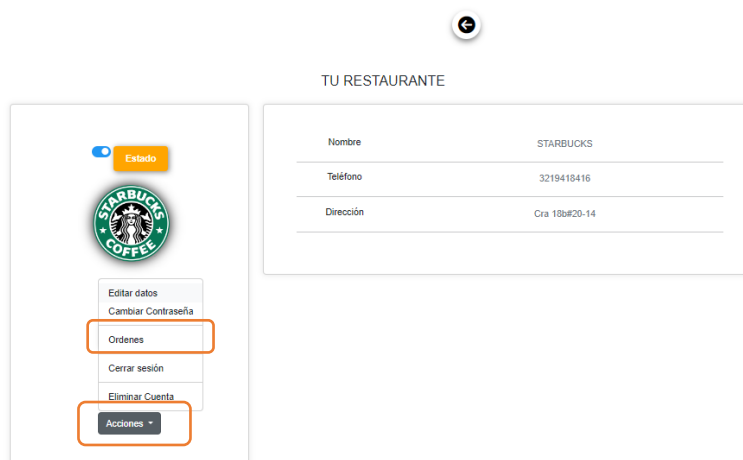 TU RESTAURANTE
Estado
STARBUCKS
COFFEE
Editar datos
Cambiar Contraseña
Ordenes
Cerrar sesión
Eliminar Cuenta
Acciones
Nombre STARBUCKS
Teléfono 3219418416
Dirección Cra 18b#20-14